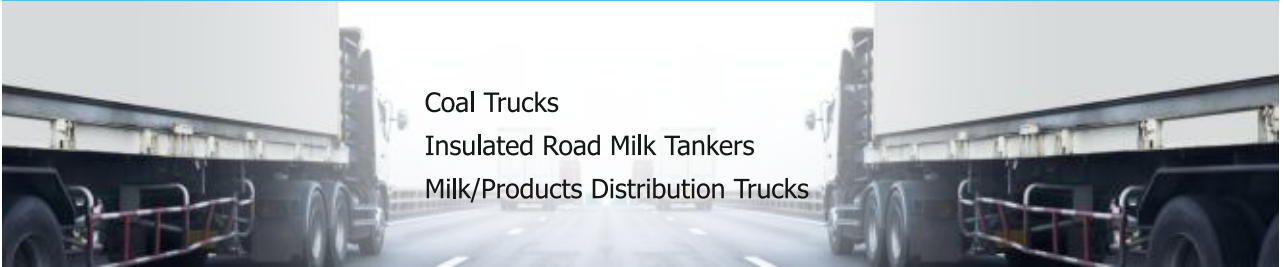 Coal Trucks
Insulated Road Milk Tankers
Milk/Products Distribution Trucks